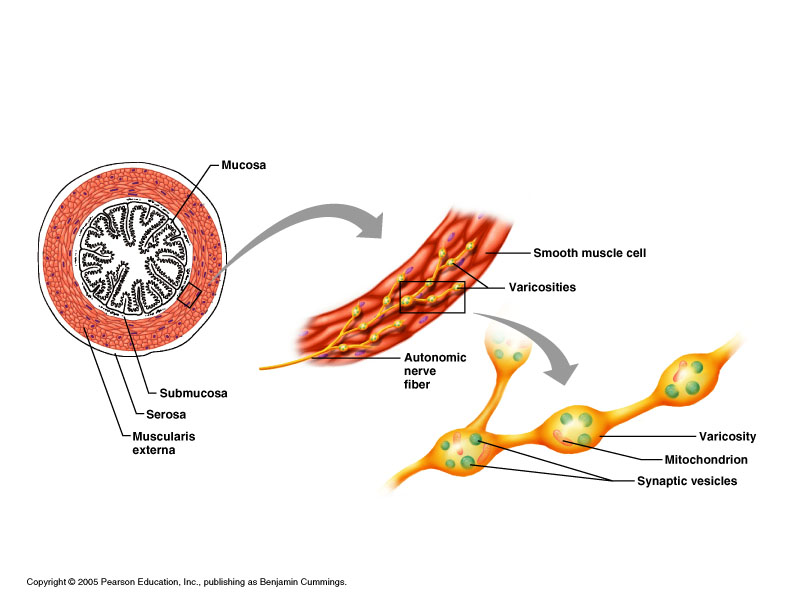 Mucosa
Smooth muscle cell
Varicosities
Autonomic
nerve
fiber
Submucosa
Serosa
Muscularis
externa
Varicosity
Mitochondrion
Synaptic vesicles
Copyright © 2005 Pearson Education, Inc., publishing as Benjamin Cummings.